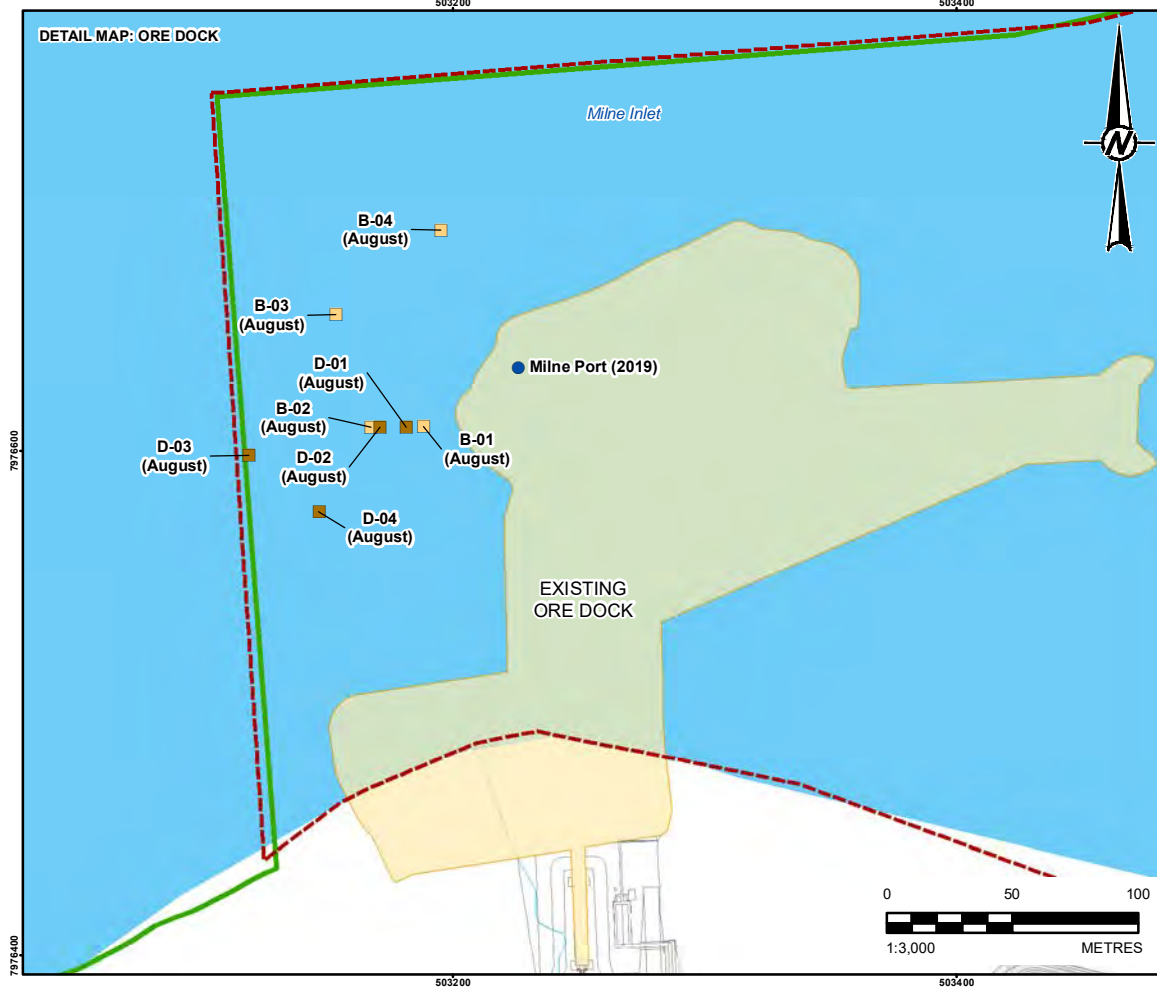 503200
503400
DETAIL MAP: ORE DOCK
Milne Inlet
N
B-04
(August)
B-03
(August)
D-01
(August)
Milne Port (2019)
B-02
(August)
B-01
(August)
D-03
(August)
D-02
(August)
D-04
(August)
7976600
EXISTING
ORE DOCK
0 50 100
1:3,000 METRES
7976400
503200
503400